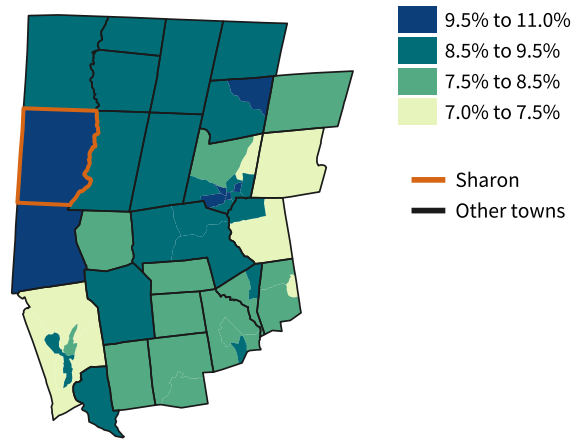 9.5% to 11.0%
8.5% to 9.5%
7.5% to 8.5%
7.0% to 7.5%
Sharon
Other towns